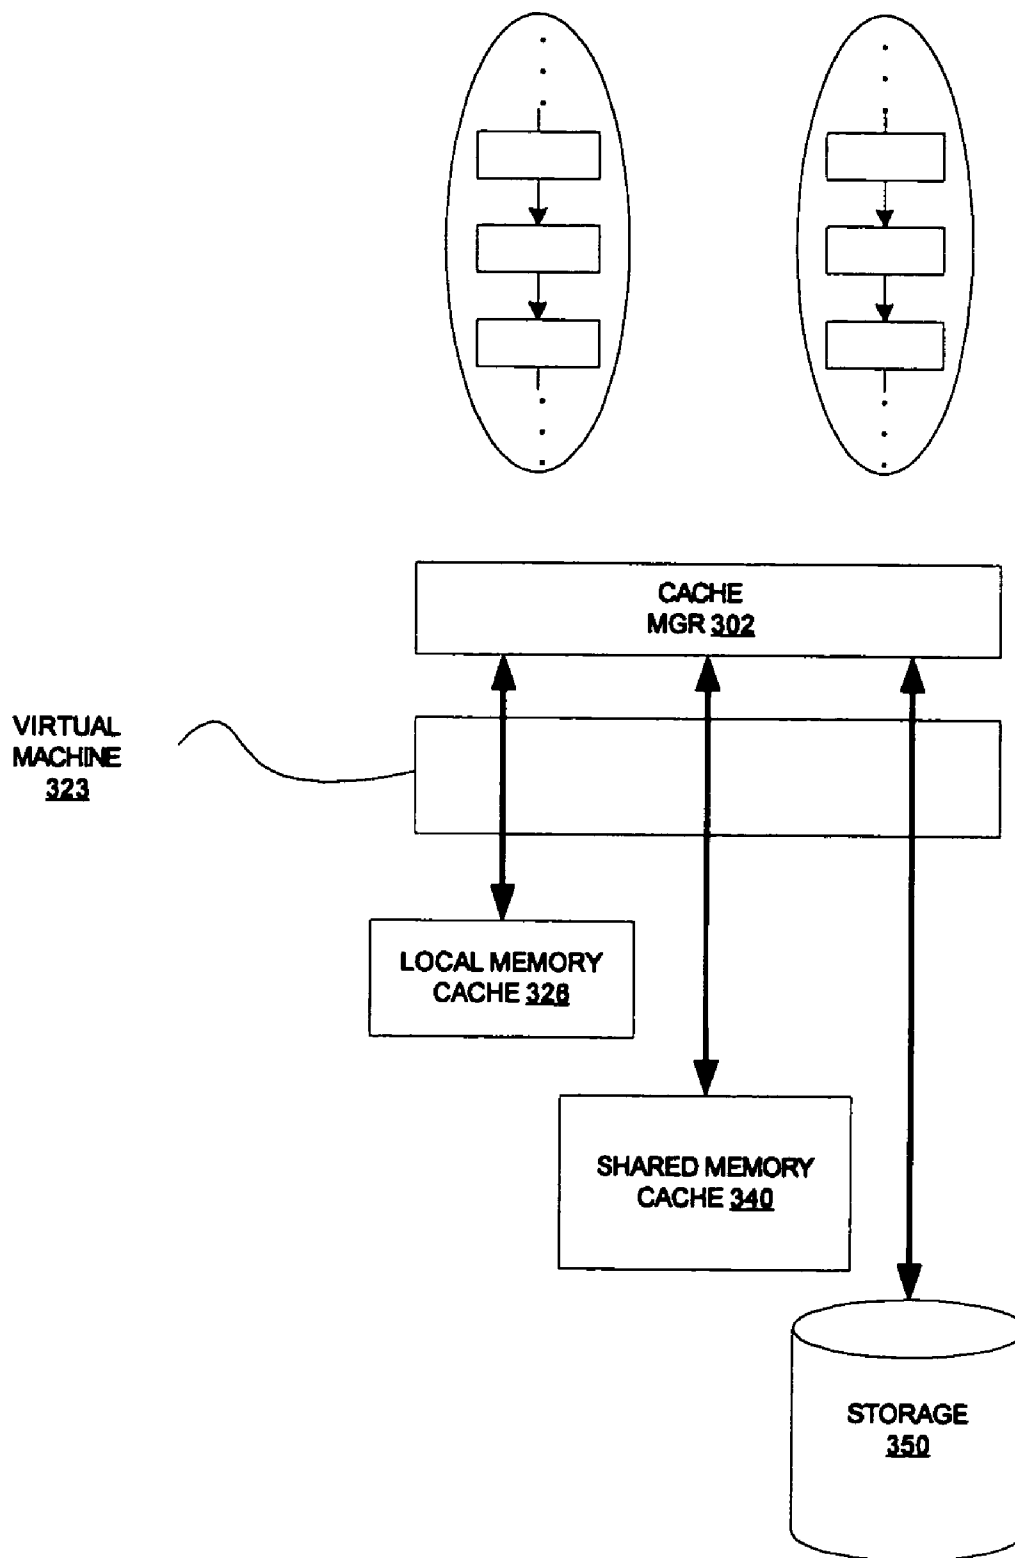 CACHE
MGR 302
VIRTUAL
MACHINE
323
LOCAL MEMORY
CACHE 326
SHARED MEMORY
CACHE 340
STORAGE
350